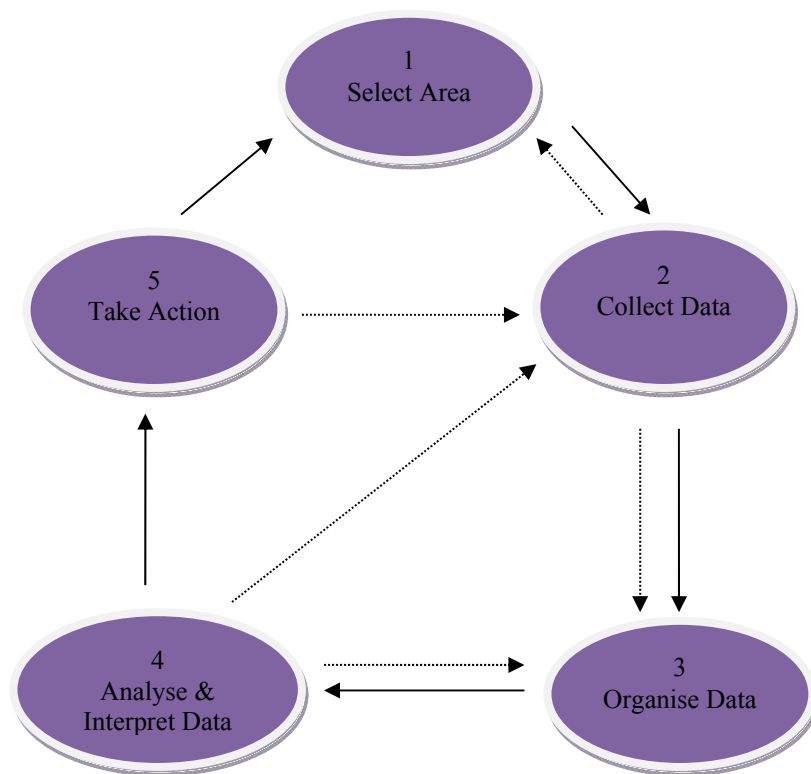 1
Select Area
5
Take Action
2
Collect Data
4
Analyse &
Interpret Data
3
Organise Data